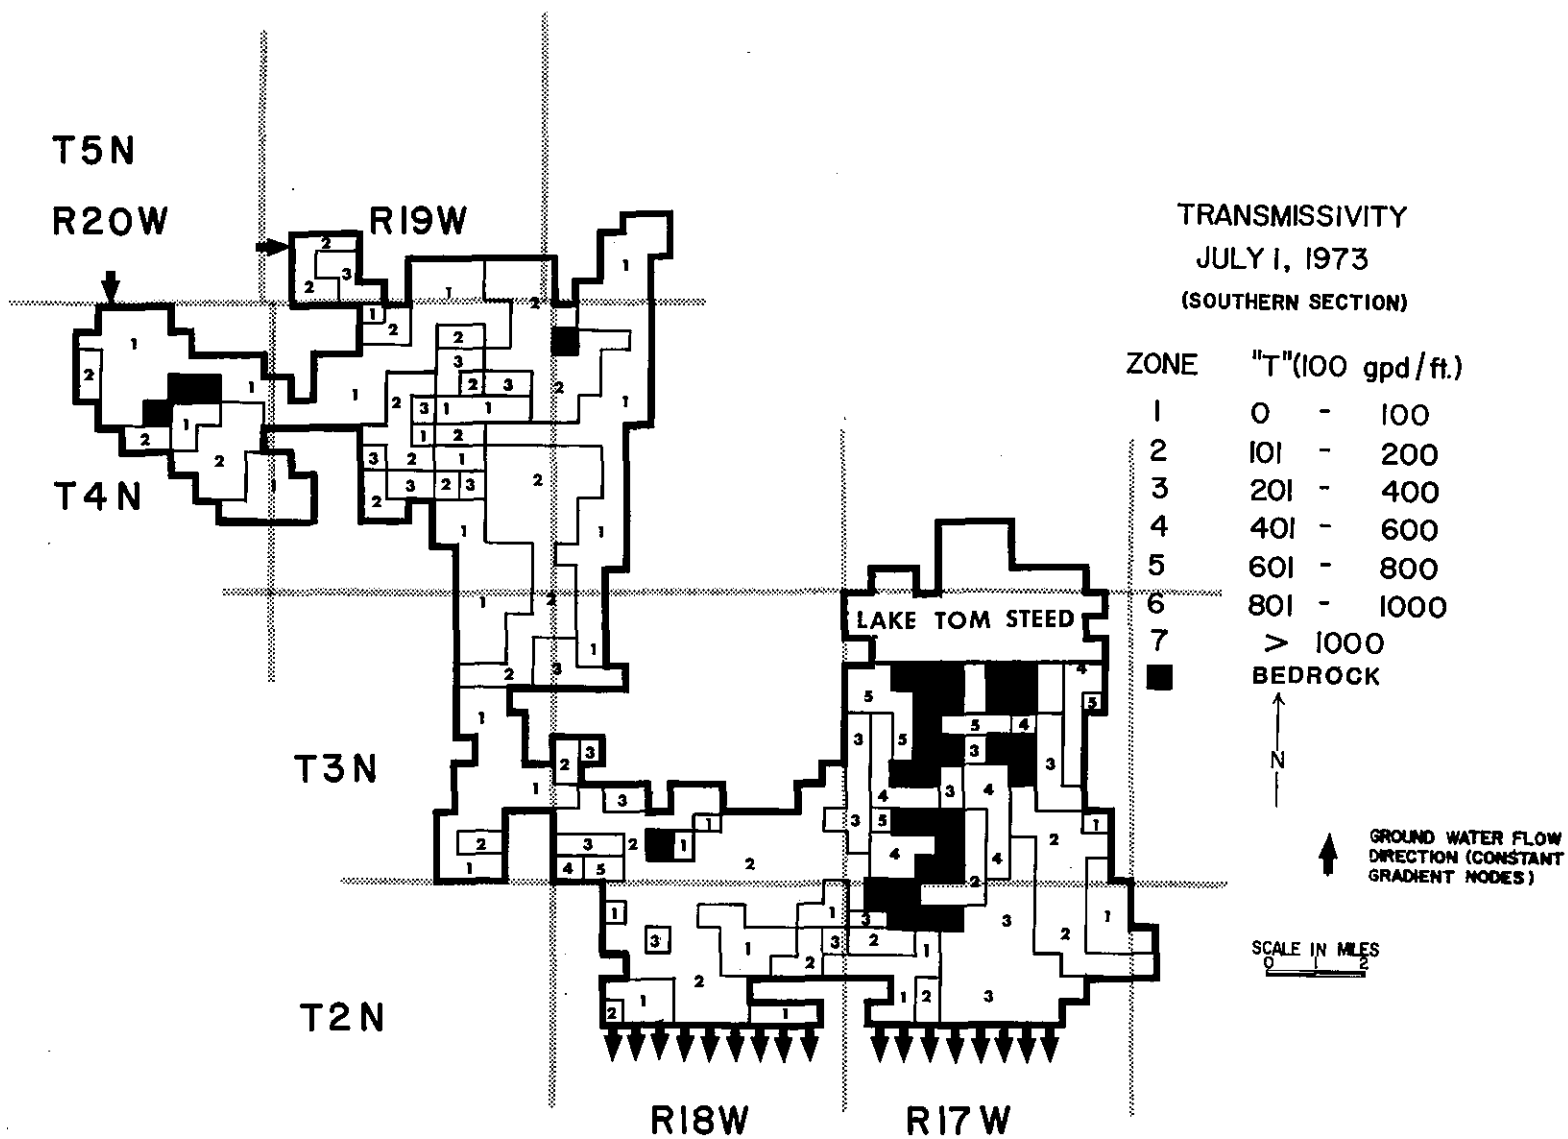 T5N
R20W
R19W
T4N
T3N
T2N
R18W
R17W
LAKE TOM STEED
TRANSMISSIVITY
JULY 1, 1973
(SOUTHERN SECTION)
ZONE "T"(100 gpd/ft.)
1 0 - 100
2 101 - 200
3 201 - 400
4 401 - 600
5 601 - 800
6 801 - 1000
7 > 1000
BEDROCK
N
GROUND WATER FLOW
DIRECTION (CONSTANT
GRADIENT NODES)
SCALE IN MILES
0 1 2